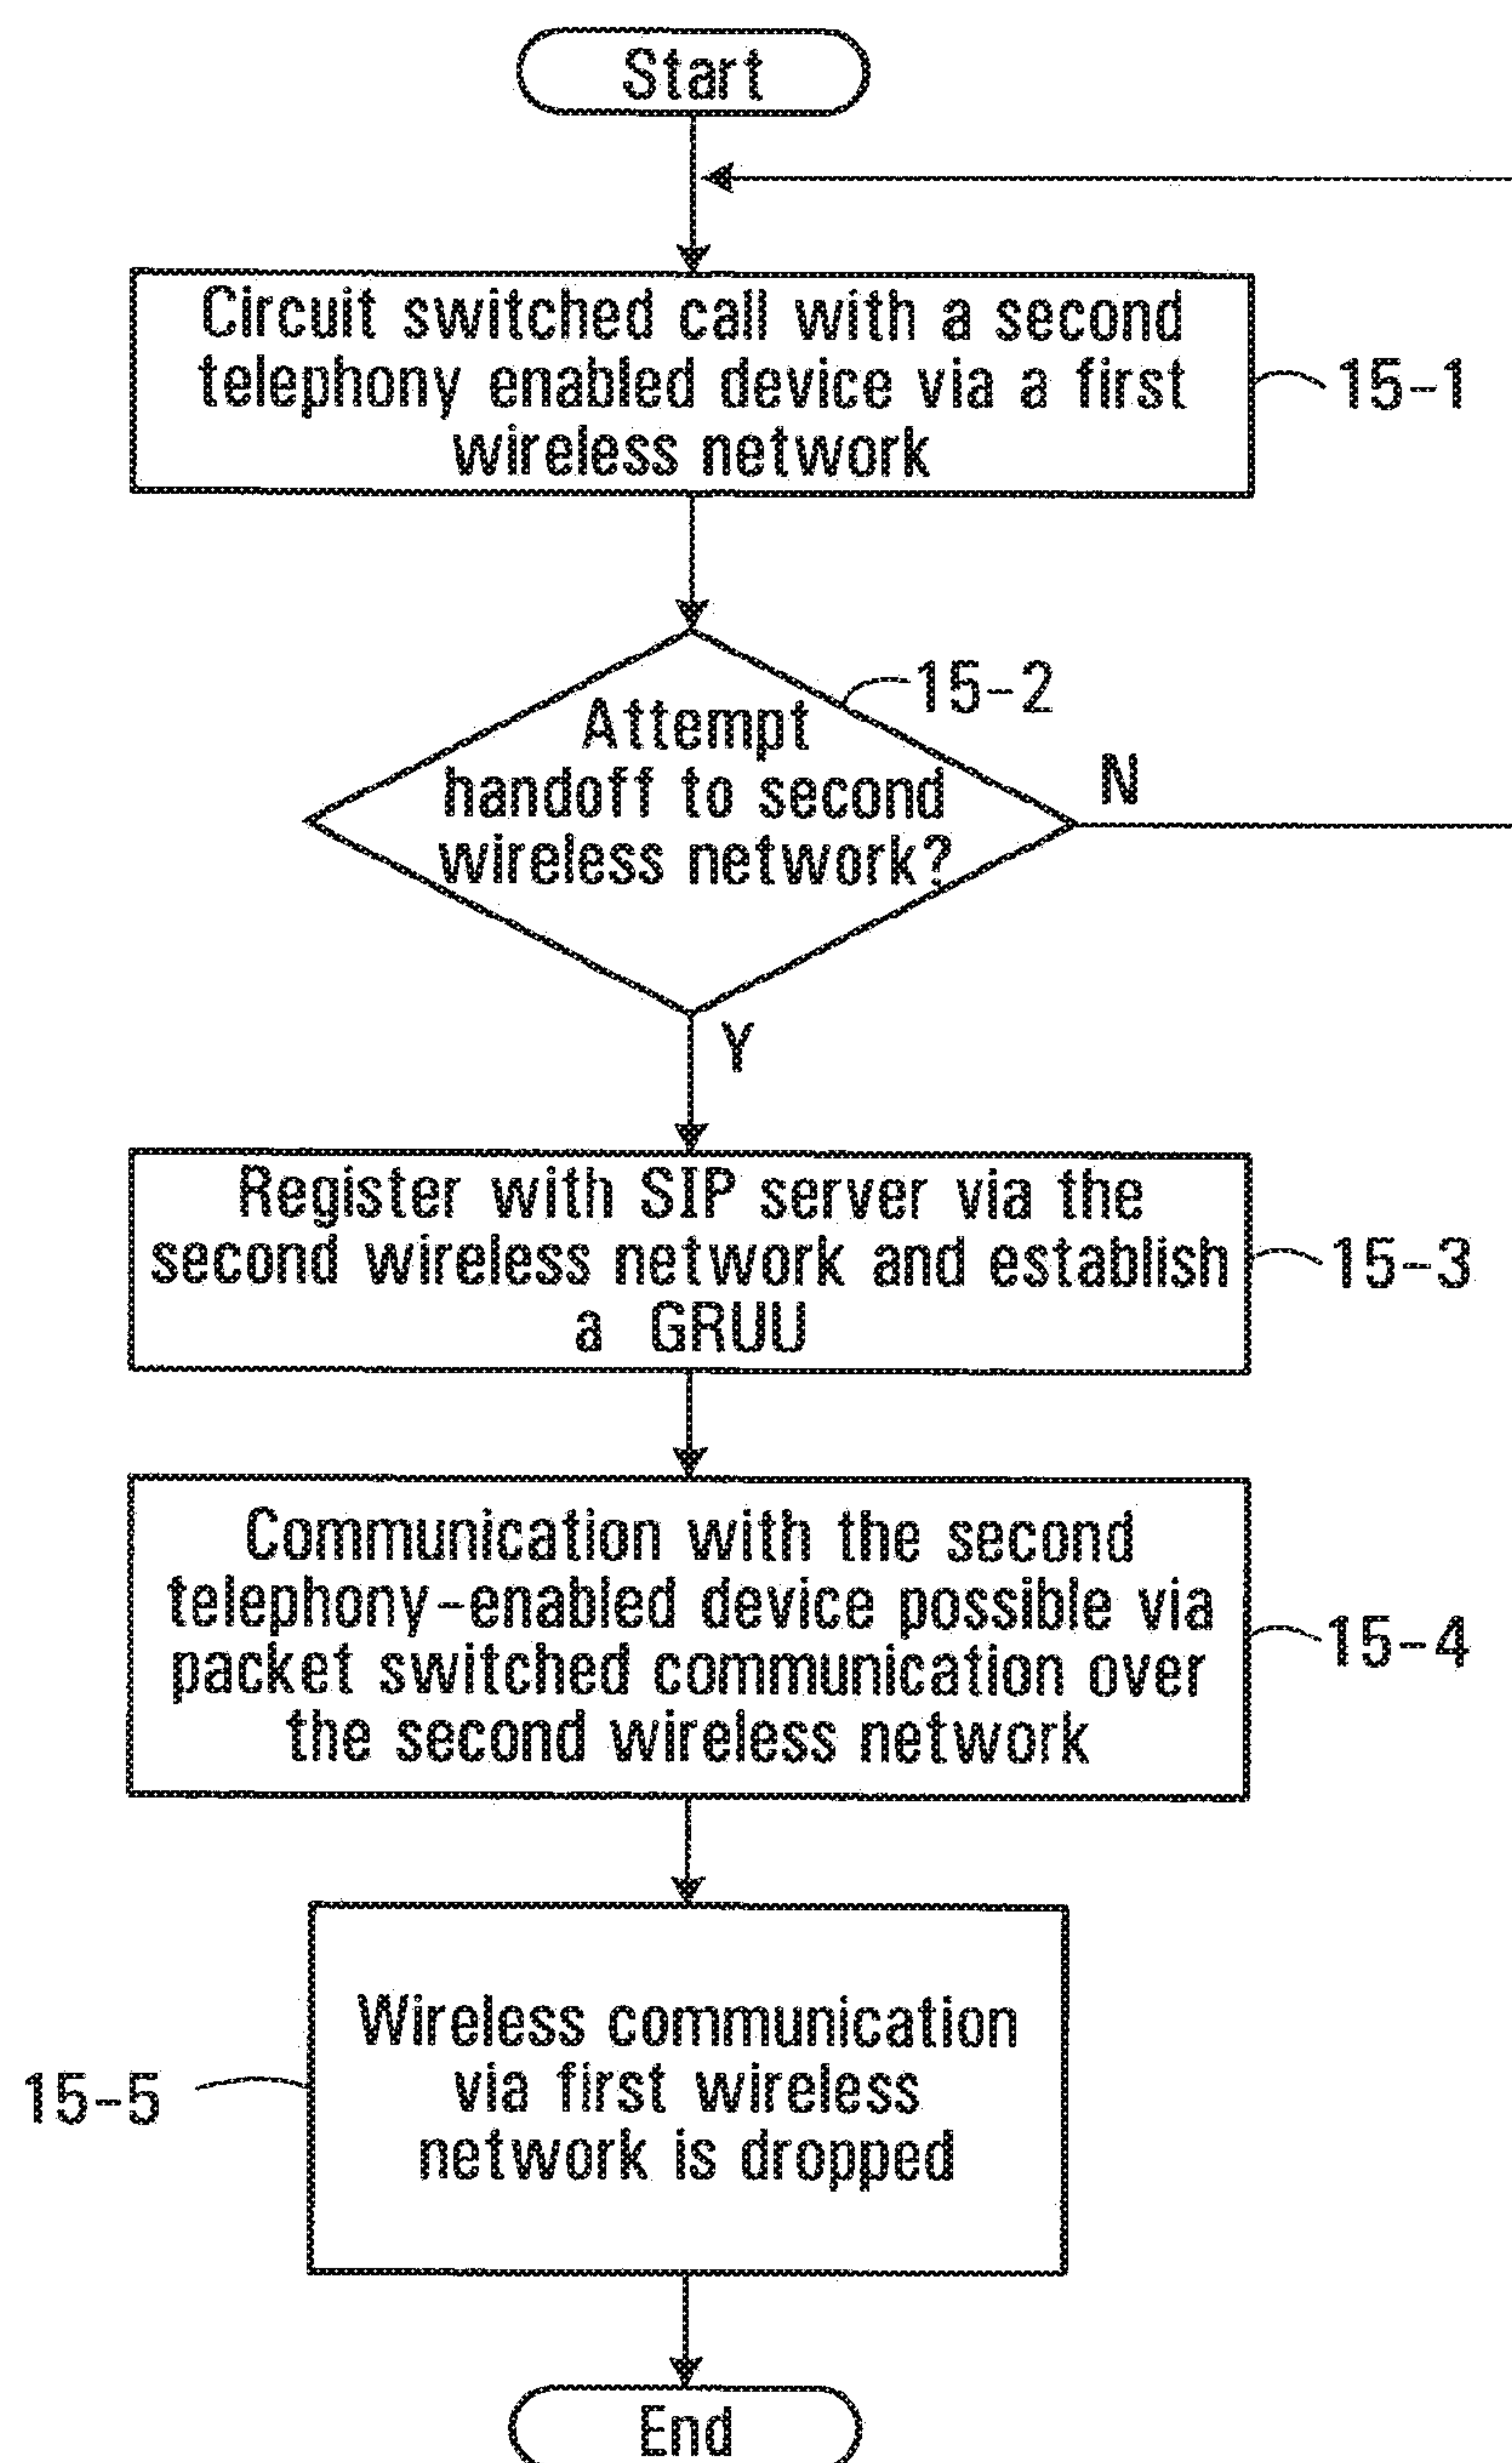 Start
Circuit switched call with a second
telephony enabled device via a first
wireless network
15-1
15-2
Attempt
handoff to second
wireless network?
N
Y
Register with SIP server via the
second wireless network and establish
a GRUU
15-3
Communication with the second
telephony-enabled device possible via
packet switched communication over
the second wireless network
15-4
Wireless communication
via first wireless
network is dropped
15-5
End